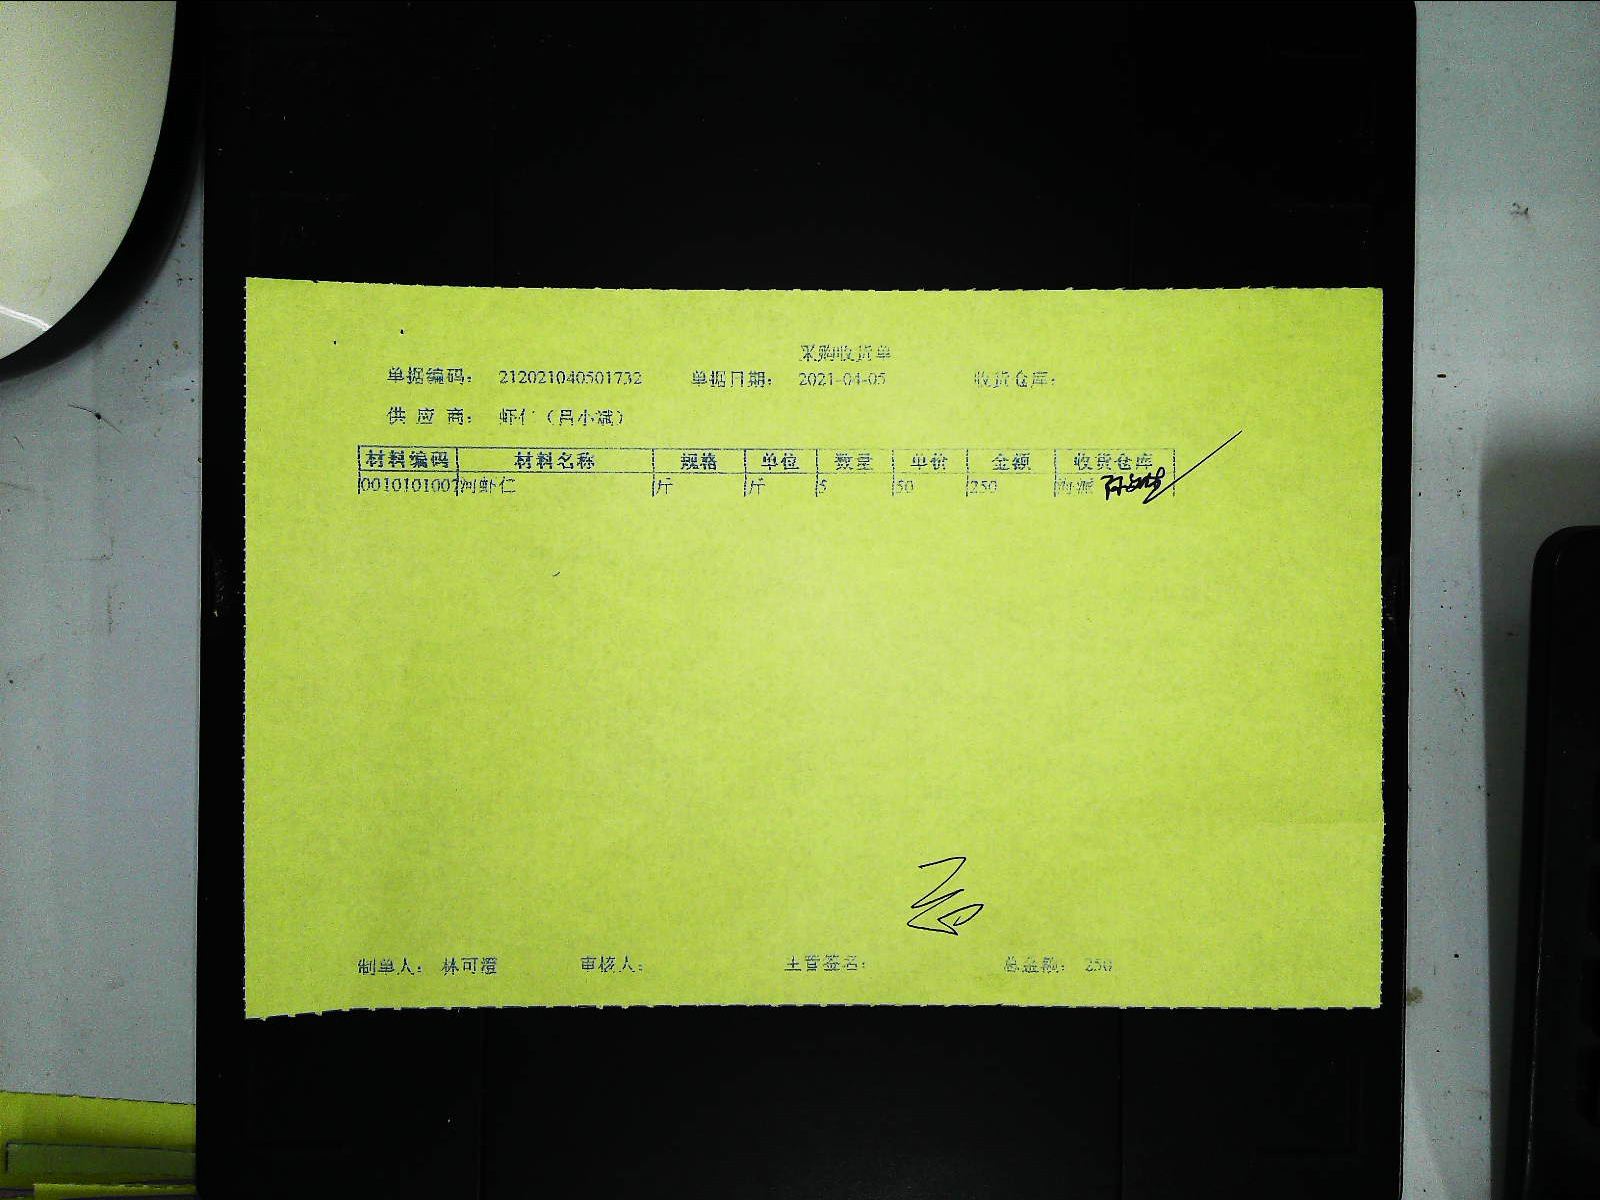 采购收货单
单据编码: 212021040501732 单据日期: 2021-04-05 收货仓库:
供应商: 虾仁（吕小斌）
材料编码 材料名称 规格 单位 数量 单价 金额 收货仓库
0010101007 河虾仁 斤 斤 5 50 250 海派
制单人: 林可澄 审核人: 主管签名: 总金额: 250